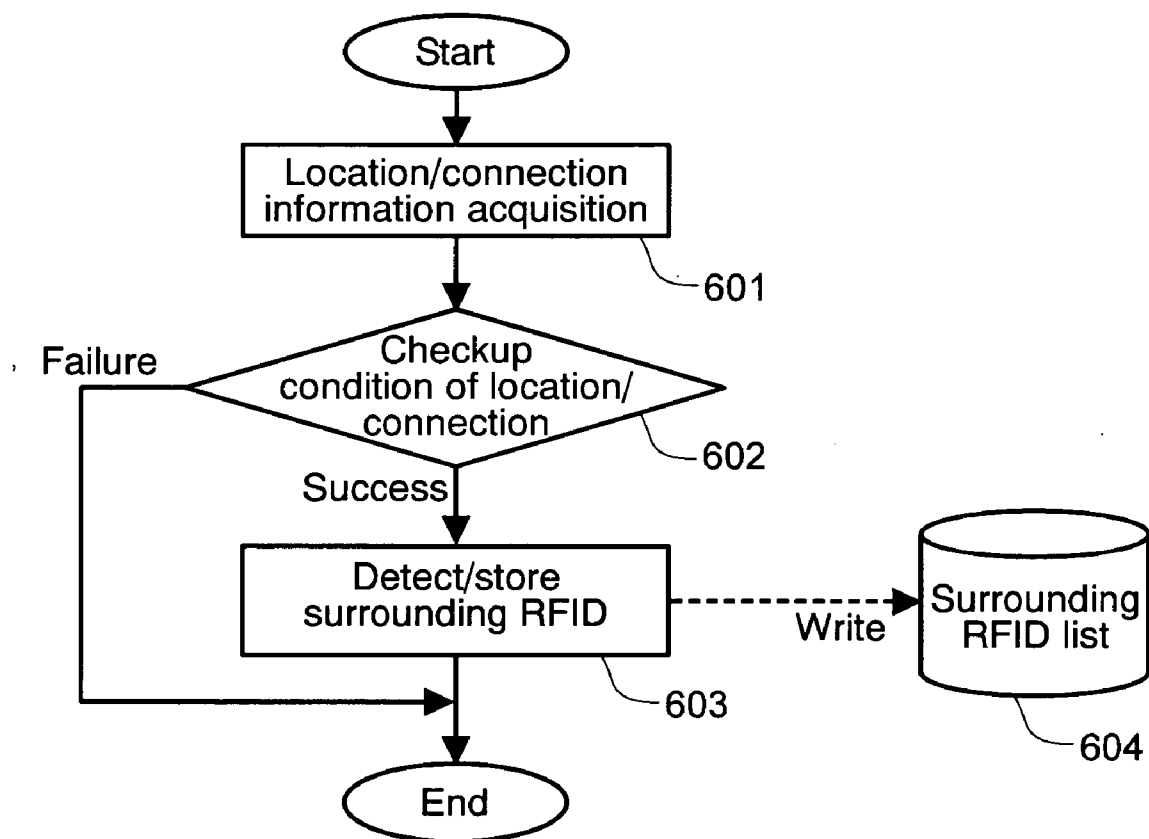 Start
Location/connection
information acquisition
601
Failure
Checkup
condition of location/
connection
602
Success
Detect/store
surrounding RFID
603
Write
Surrounding
RFID list
604
End